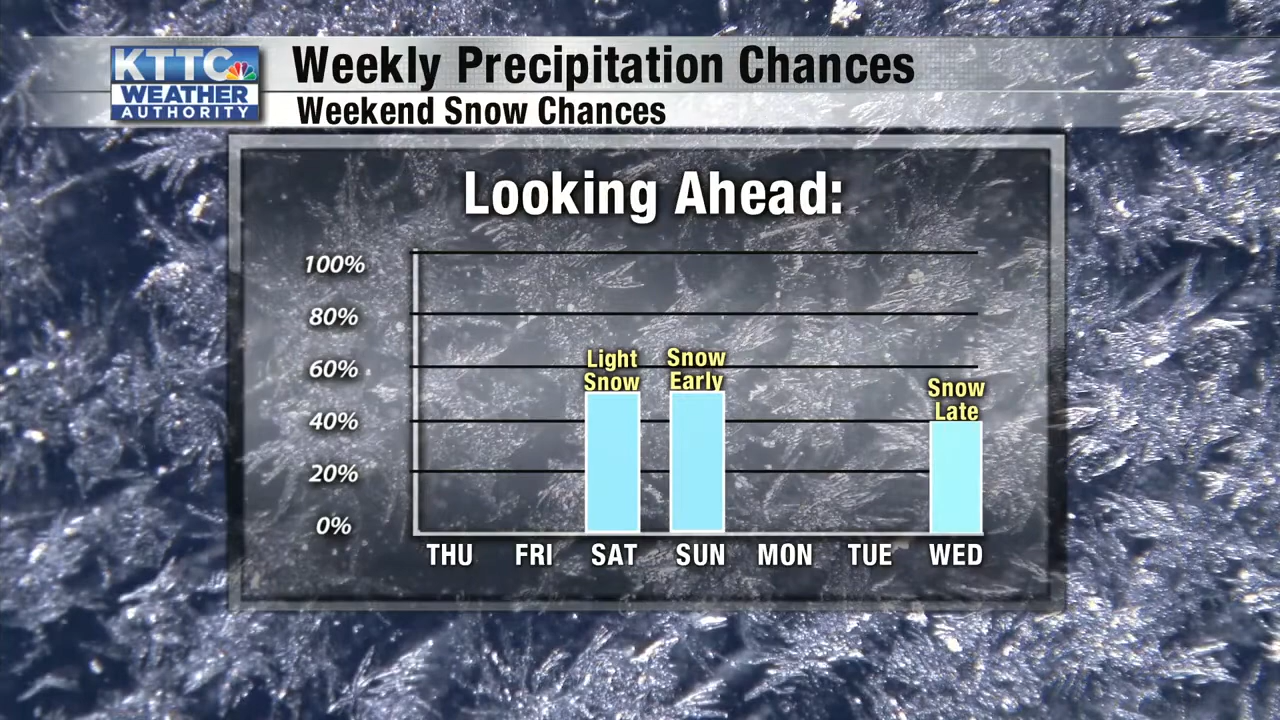 KTTC
WEATHER
AUTHORITY
Weekly Precipitation Chances
Weekend Snow Chances
Looking Ahead:
100%
80%
60%
40%
20%
0%
Light
Snow
Snow
Early
Snow
Late
THU FRI SAT SUN MON TUE WED